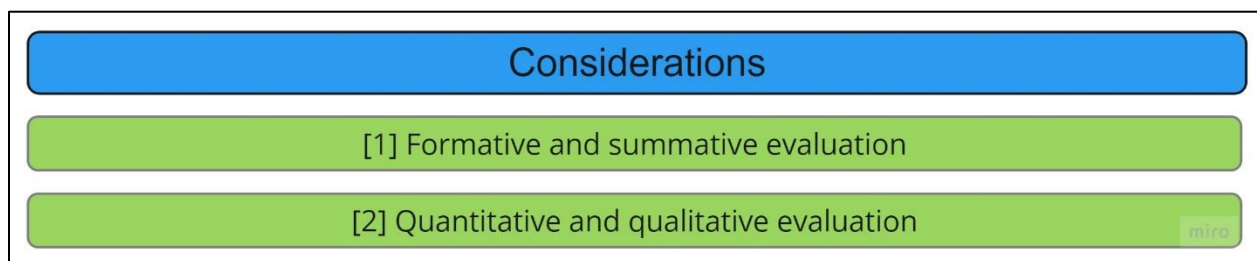 Considerations
[1] Formative and summative evaluation
[2] Quantitative and qualitative evaluation
miro